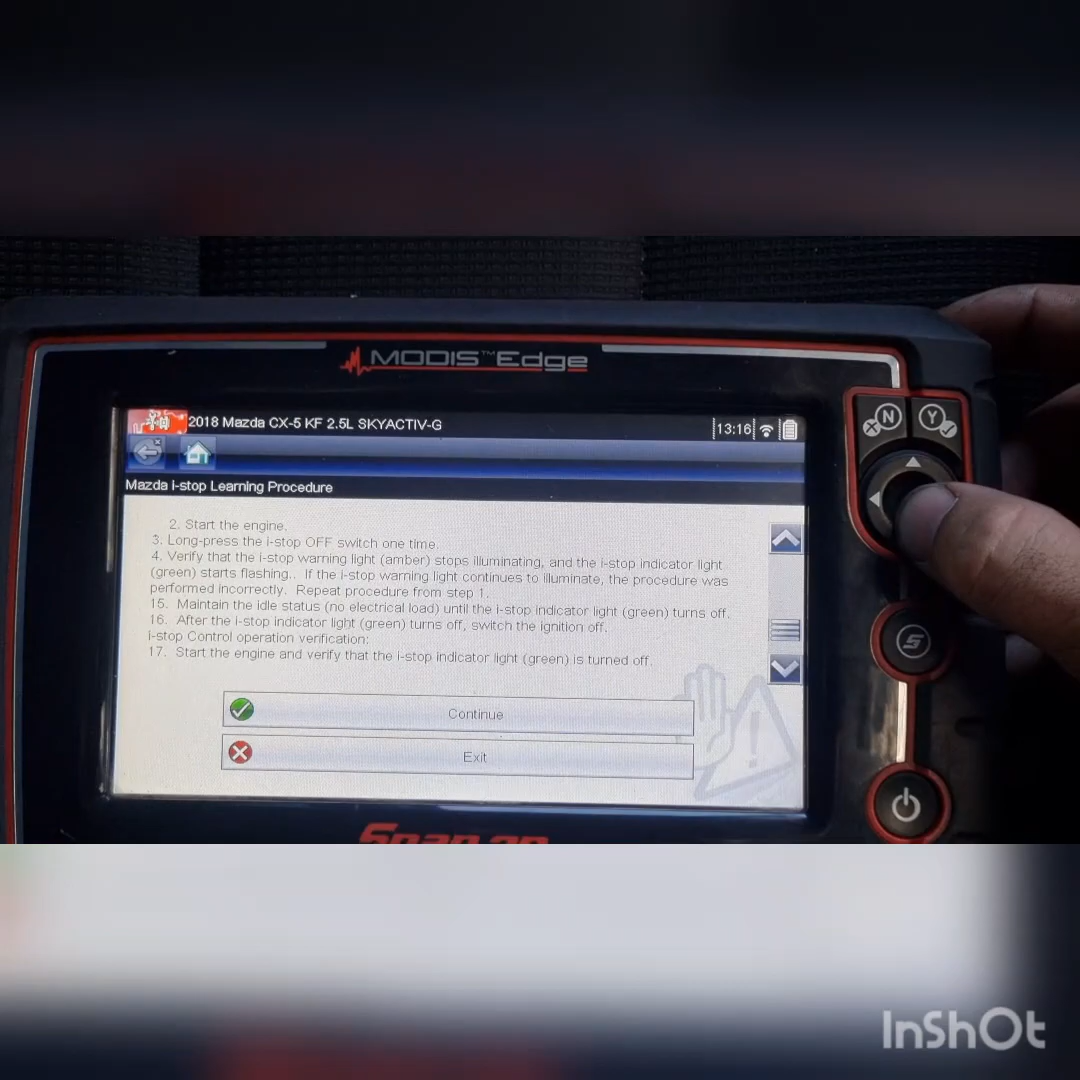 MODIS™Edge
2018 Mazda CX-5 KF 2.5L SKYACTIV-G
13:16
N
Y
Mazda i-stop Learning Procedure
2. Start the engine.
3. Long-press the i-stop OFF switch one time.
4. Verify that the i-stop warning light (amber) stops illuminating, and the i-stop indicator light
(green) starts flashing.. If the i-stop warning light continues to illuminate, the procedure was
performed incorrectly. Repeat procedure from step 1.
15. Maintain the idle status (no electrical load) until the i-stop indicator light (green) turns off.
16. After the i-stop indicator light (green) turns off, switch the ignition off.
i-stop Control operation verification:
17. Start the engine and verify that the i-stop indicator light (green) is turned off.
Continue
Exit
S
Snap-on
InShOt